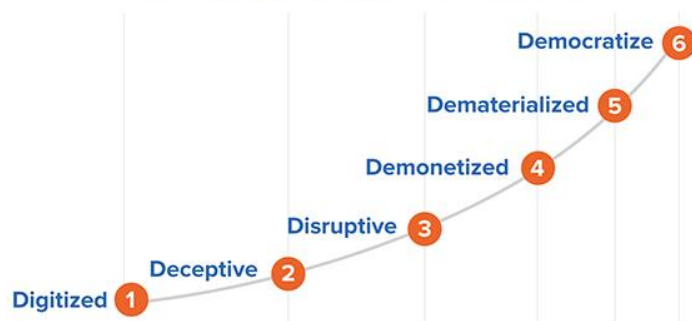 Democratize 6
Dematerialized 5
Demonetized 4
Disruptive 3
Deceptive 2
Digitized 1